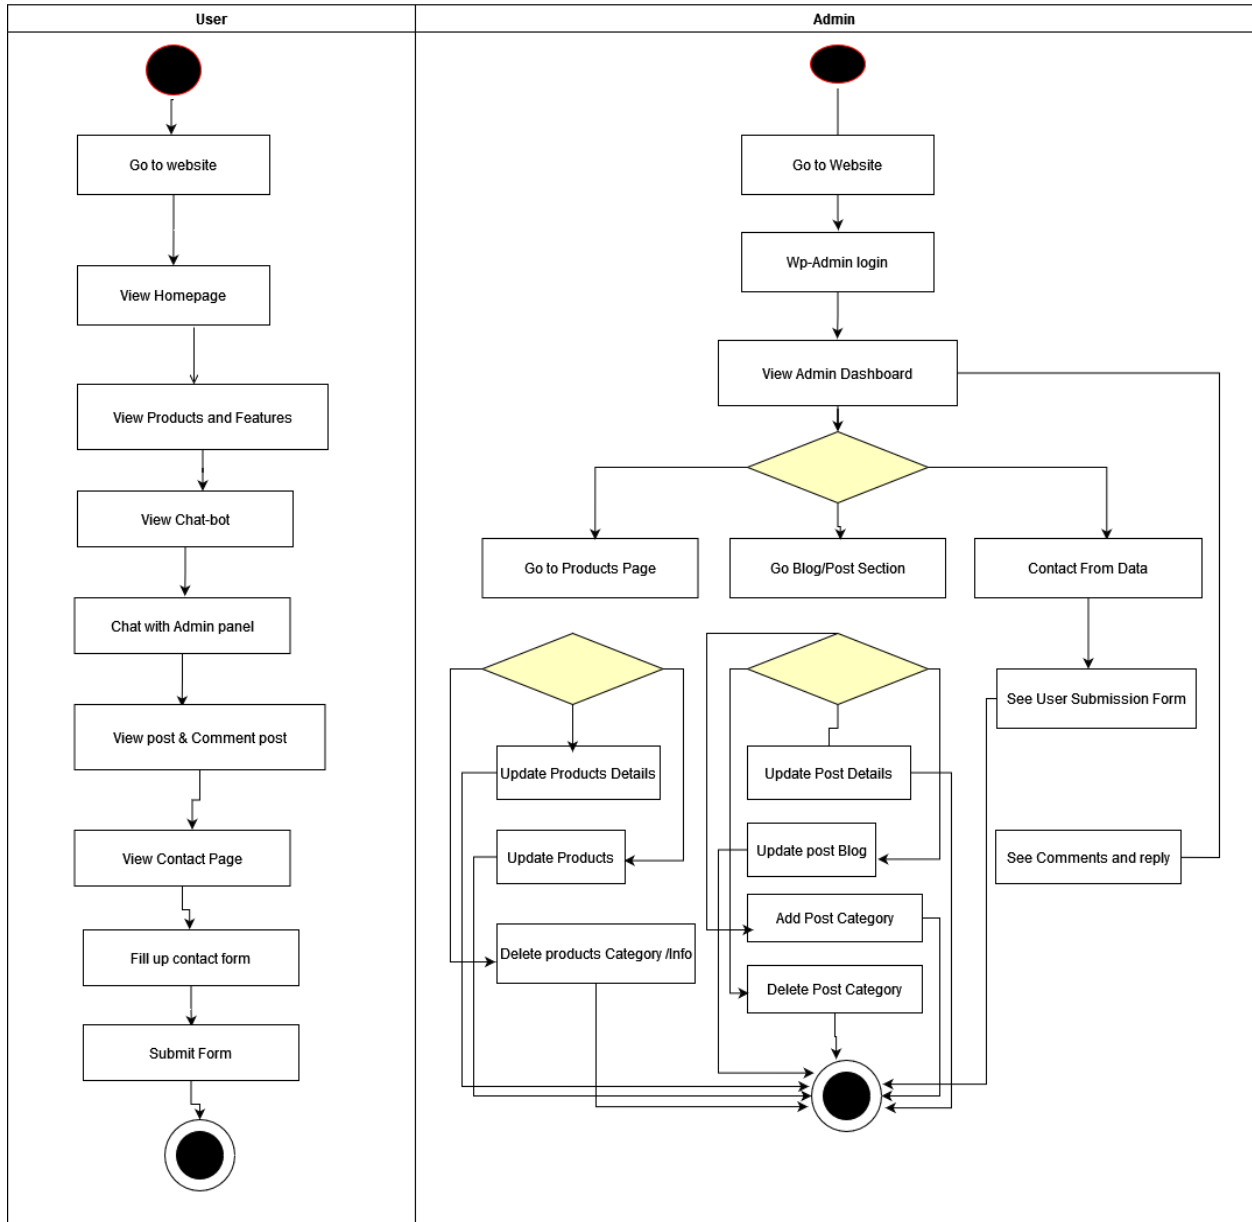 User
Admin
Go to website
View Homepage
View Products and Features
View Chat-bot
Chat with Admin panel
View post & Comment post
View Contact Page
Fill up contact form
Submit Form
Go to Website
Wp-Admin login
View Admin Dashboard
Go to Products Page
Go Blog/Post Section
Contact From Data
See User Submission Form
Update Products Details
Update Post Details
Update Products
Update post Blog
See Comments and reply
Add Post Category
Delete products Category /Info
Delete Post Category